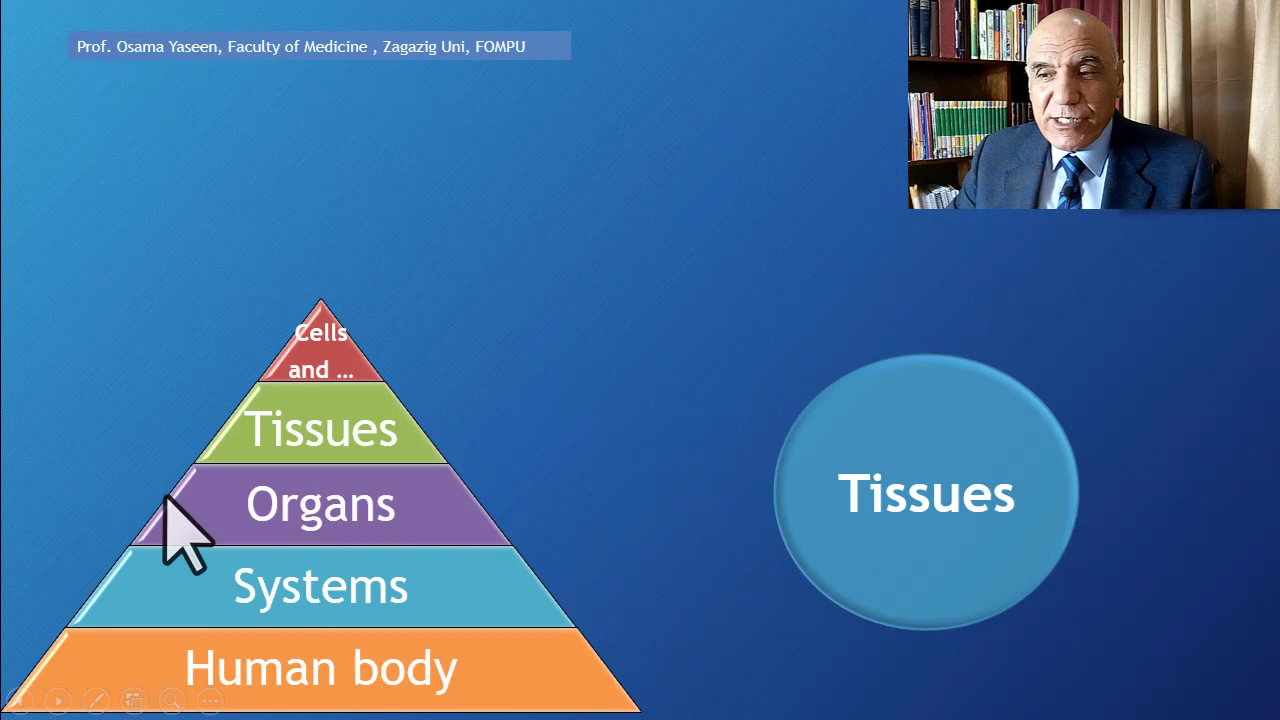 Prof. Osama Yaseen, Faculty of Medicine , Zagazig Uni, FOMPU
Cells
and ...
Tissues
Organs
Systems
Human body
Tissues